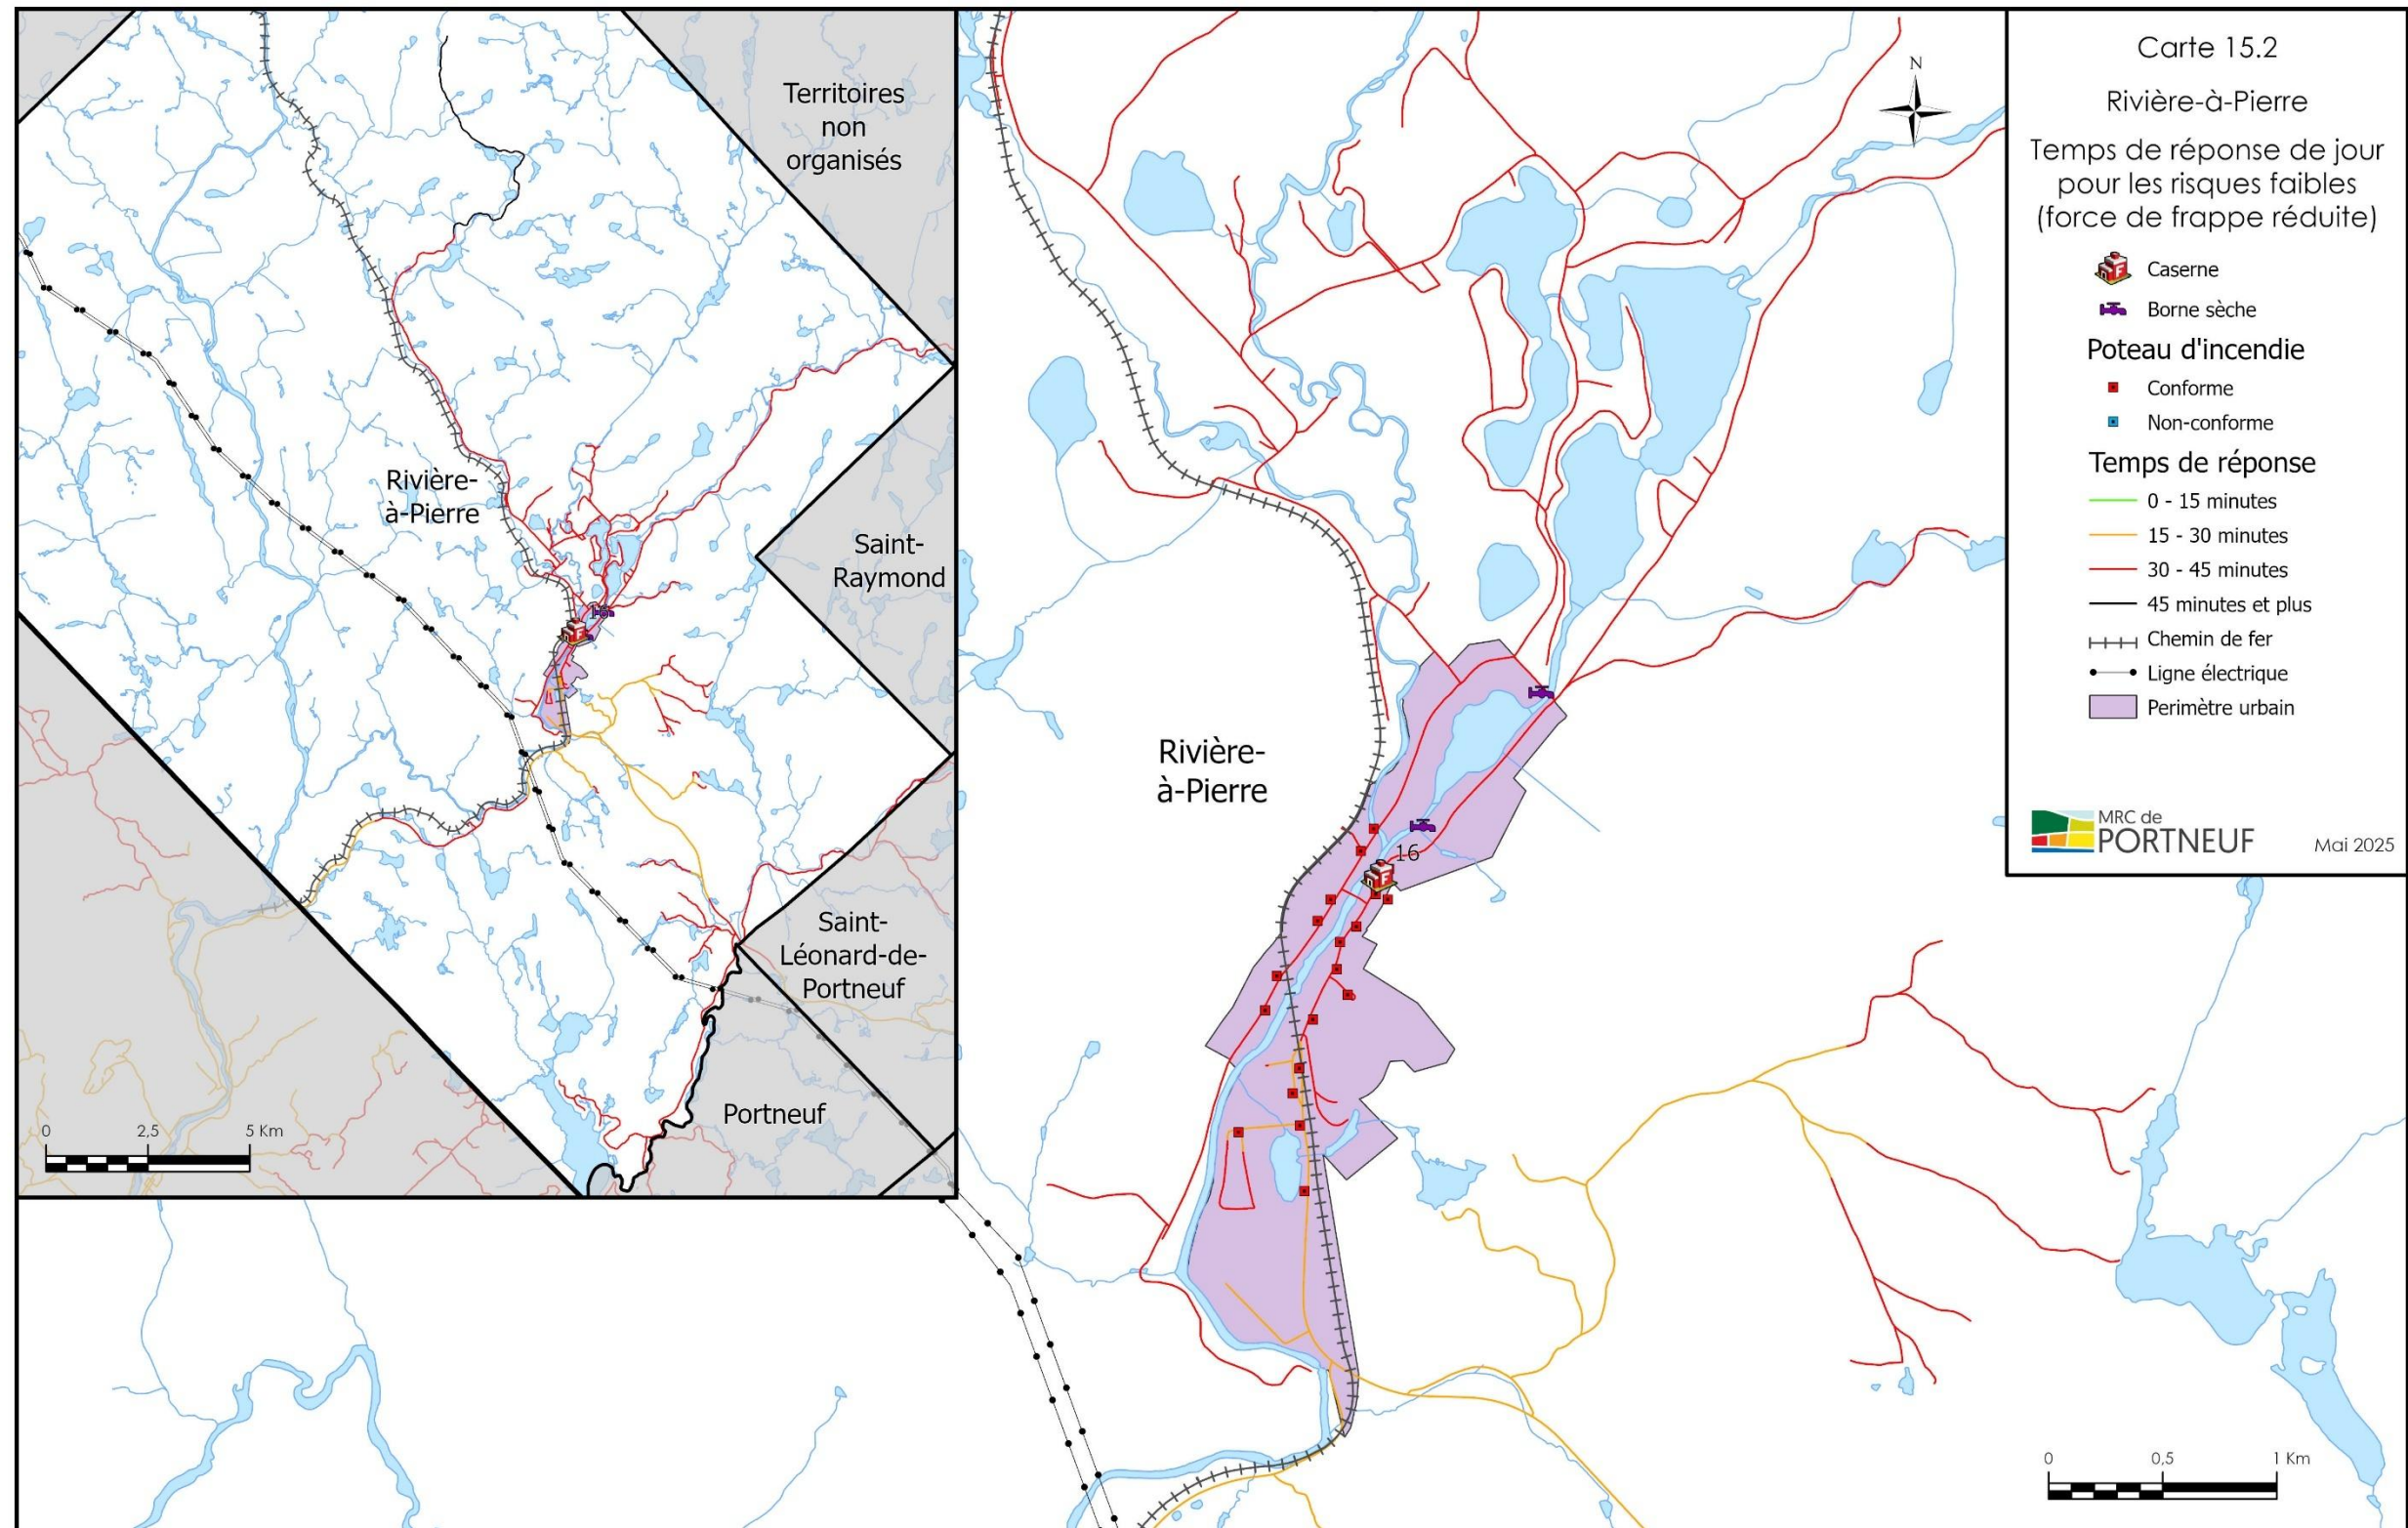 Territoires
non
organisés
Rivière-
à-Pierre
Saint-
Raymond
Saint-
Léonard-de-
Portneuf
Portneuf
0 2,5 5 Km
Rivière-
à-Pierre
16
N
Carte 15.2
Rivière-à-Pierre
Temps de réponse de jour
pour les risques faibles
(force de frappe réduite)
Caserne
Borne sèche
Poteau d'incendie
Conforme
Non-conforme
Temps de réponse
0 - 15 minutes
15 - 30 minutes
30 - 45 minutes
45 minutes et plus
Chemin de fer
Ligne électrique
Perimètre urbain
MRC de
PORTNEUF
Mai 2025
0 0,5 1 Km